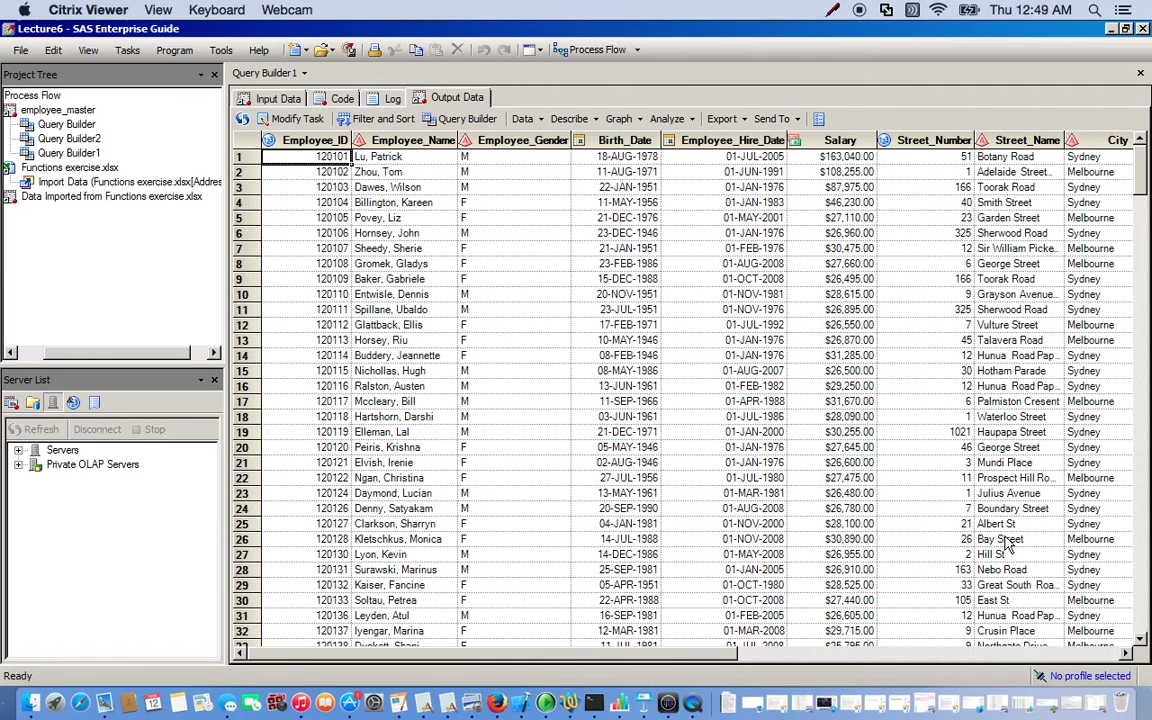 Citrix Viewer View Keyboard Webcam Thu 12:49 AM
Lecture6 - SAS Enterprise Guide
File Edit View Tasks Program Tools Help Process Flow
Project Tree
Query Builder1
Process Flow
employee_master
Query Builder
Query Builder2
Query Builder1
Functions exercise.xlsx
Import Data (Functions exercise.xlsx[Addres
Data Imported from Functions exercise.xlsx
Server List
Refresh Disconnect Stop
Servers
Private OLAP Servers
Input Data Code Log Output Data
Modify Task Filter and Sort Query Builder Data Describe Graph Analyze Export Send To
Employee_ID Employee_Name Employee_Gender Birth_Date Employee_Hire_Date Salary Street_Number Street_Name City
1 120101 Lu, Patrick M 18-AUG-1978 01-JUL-2005 $163,040.00 51 Botany Road Sydney
2 120102 Zhou, Tom M 11-AUG-1971 01-JUN-1991 $108,255.00 1 Adelaide Street... Melbourne
3 120103 Dawes, Wilson M 22-JAN-1951 01-JAN-1976 $87,975.00 166 Toorak Road Sydney
4 120104 Billington, Kareen F 11-MAY-1956 01-JAN-1983 $46,230.00 40 Smith Street Sydney
5 120105 Povey, Liz F 21-DEC-1976 01-MAY-2001 $27,110.00 23 Garden Street Melbourne
6 120106 Hornsey, John M 23-DEC-1946 01-JAN-1976 $26,960.00 325 Sherwood Road Melbourne
7 120107 Sheedy, Sherie F 21-JAN-1951 01-FEB-1976 $30,475.00 12 Sir William Picke... Melbourne
8 120108 Gromek, Gladys F 23-FEB-1986 01-AUG-2008 $27,660.00 6 George Street Melbourne
9 120109 Baker, Gabriele F 15-DEC-1988 01-OCT-2008 $26,495.00 166 Toorak Road Sydney
10 120110 Entwisle, Dennis M 20-NOV-1951 01-NOV-1981 $28,615.00 9 Grayson Avenue... Melbourne
11 120111 Spillane, Ubaldo M 23-JUL-1951 01-NOV-1976 $26,895.00 325 Sherwood Road Sydney
12 120112 Glattback, Ellis F 17-FEB-1971 01-JUL-1992 $26,550.00 7 Vulture Street Melbourne
13 120113 Horsey, Riu F 10-MAY-1946 01-JAN-1976 $26,870.00 45 Talavera Road Sydney
14 120114 Buddery, Jeannette F 08-FEB-1946 01-JAN-1976 $31,285.00 12 Hunua Road Pap... Sydney
15 120115 Nichollas, Hugh M 08-MAY-1986 01-AUG-2008 $26,500.00 30 Hotham Parade Sydney
16 120116 Ralston, Austen M 13-JUN-1961 01-FEB-1982 $29,250.00 12 Hunua Road Pap... Sydney
17 120117 Mccleary, Bill M 11-SEP-1966 01-APR-1988 $31,670.00 6 Palmiston Cresent Melbourne
18 120118 Hartshorn, Darshi M 03-JUN-1961 01-JUL-1986 $28,090.00 1 Waterloo Street Sydney
19 120119 Elleman, Lal M 21-DEC-1971 01-JAN-2000 $30,255.00 1021 Haupapa Street Sydney
20 120120 Peiris, Krishna F 05-MAY-1946 01-JAN-1976 $27,645.00 46 George Street Sydney
21 120121 Elvish, Irenie F 02-AUG-1946 01-JAN-1976 $26,600.00 3 Mundi Place Sydney
22 120122 Ngan, Christina F 27-JUL-1956 01-JUL-1980 $27,475.00 11 Prospect Hill Ro... Sydney
23 120124 Daymond, Lucian M 13-MAY-1961 01-MAR-1981 $26,480.00 1 Julius Avenue Sydney
24 120126 Denny, Satyakam M 20-SEP-1990 01-AUG-2008 $26,780.00 7 Boundary Street Sydney
25 120127 Clarkson, Sharryn F 04-JAN-1981 01-NOV-2000 $28,100.00 21 Albert St Sydney
26 120128 Kletschkus, Monica F 14-JUL-1988 01-NOV-2008 $30,890.00 26 Bay Street Melbourne
27 120130 Lyon, Kevin M 14-DEC-1986 01-MAY-2008 $26,955.00 2 Hill St Sydney
28 120131 Surawski, Marinus M 25-SEP-1981 01-JAN-2005 $26,910.00 163 Nebo Road Sydney
29 120132 Kaiser, Fancine F 05-APR-1951 01-OCT-1980 $28,525.00 33 Great South Roa... Sydney
30 120133 Soltau, Petrea F 22-APR-1988 01-OCT-2008 $27,440.00 105 East St Melbourne
31 120136 Leyden, Atul M 16-SEP-1981 01-FEB-2005 $26,605.00 12 Hunua Road Pap... Sydney
32 120137 Iyengar, Marina F 12-MAR-1981 01-MAR-2008 $29,715.00 9 Crusin Place Melbourne
Ready
No profile selected